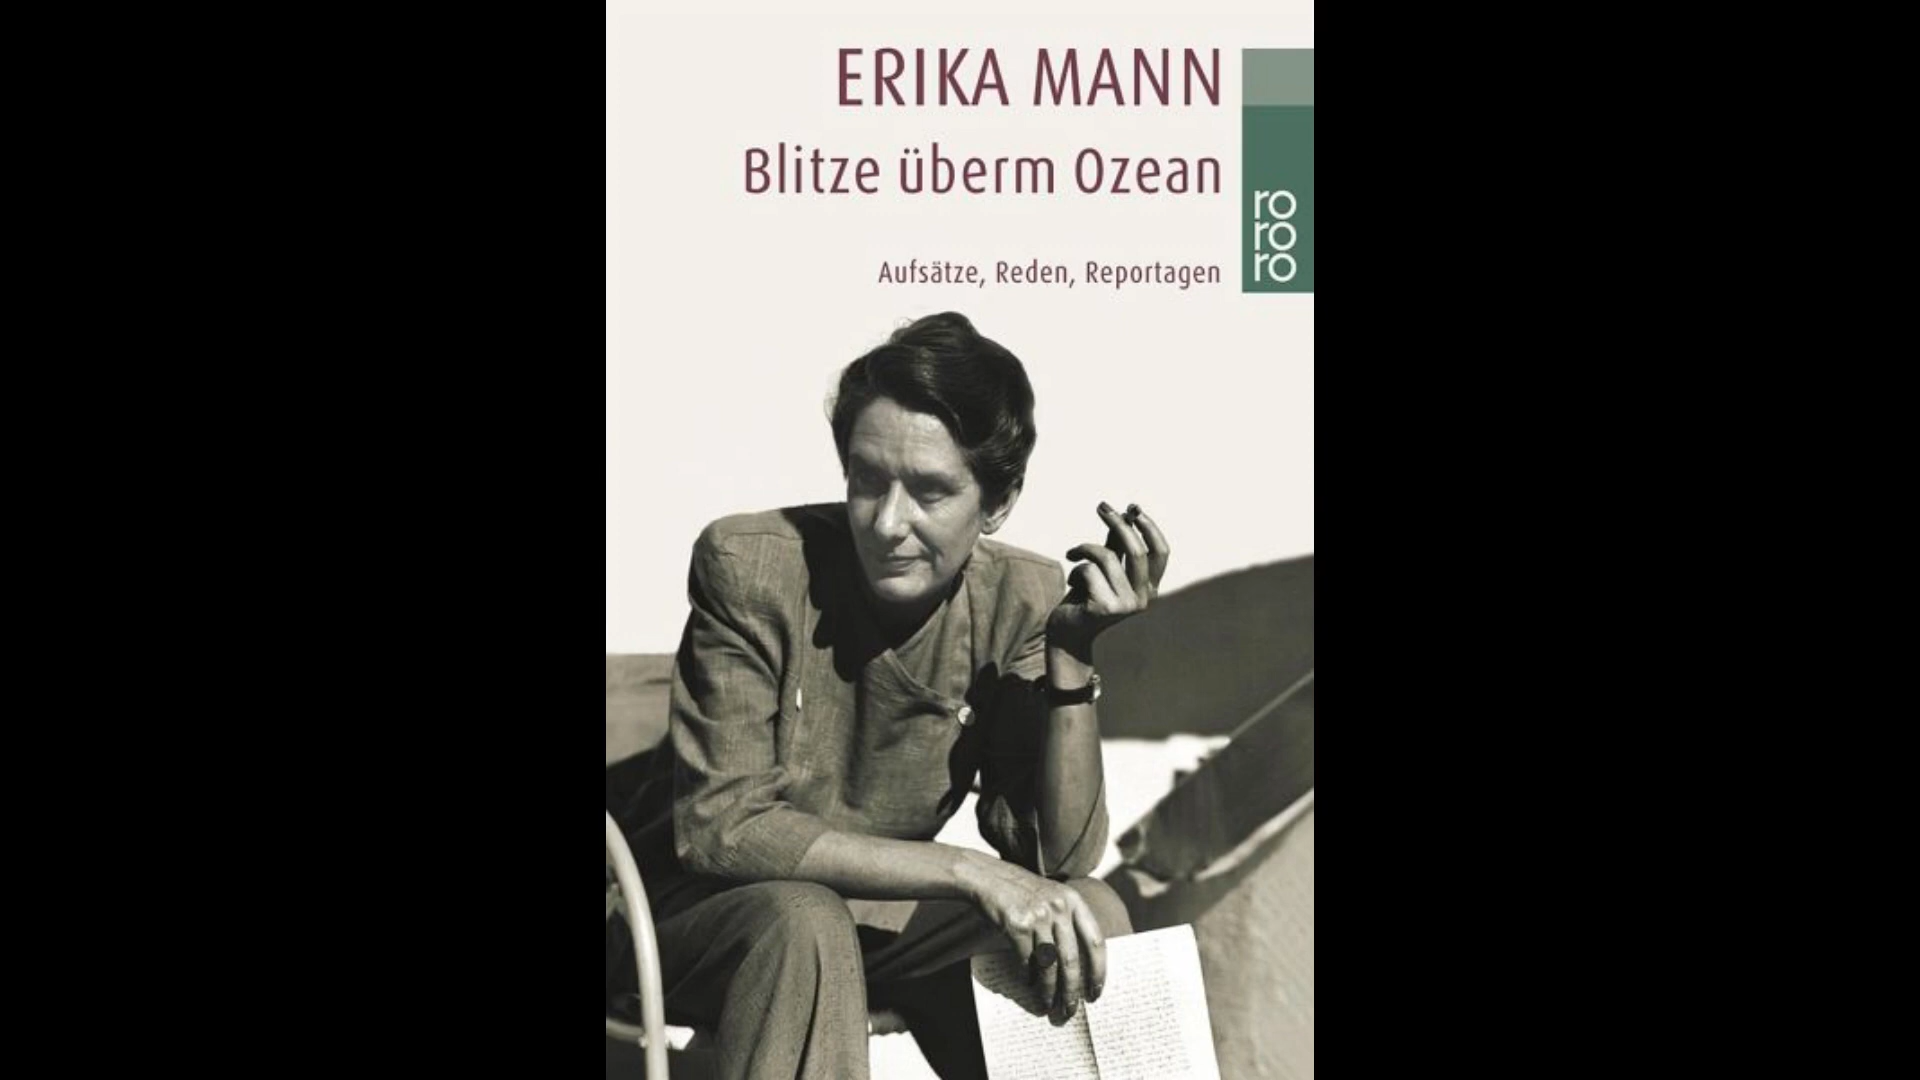 ERIKA MANN
Blitze überm Ozean
Aufsätze, Reden, Reportagen
ro
ro
ro